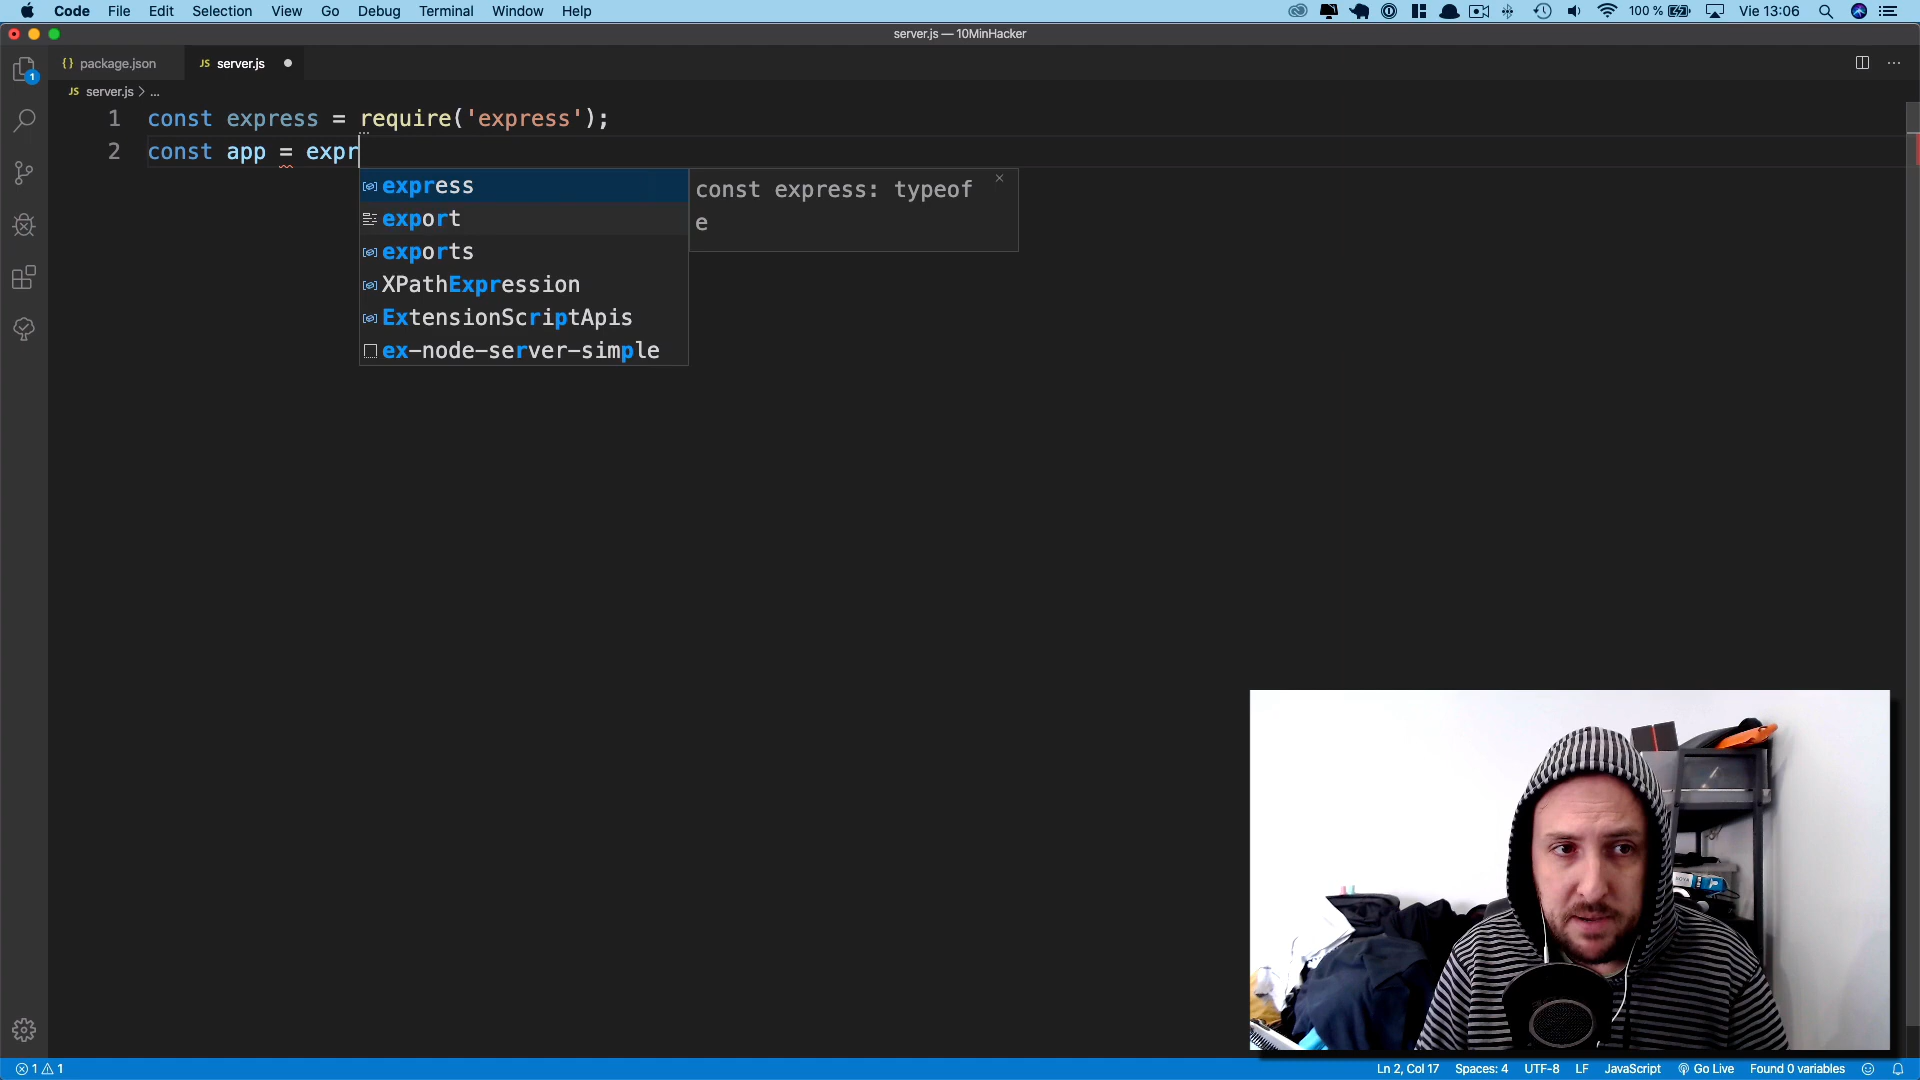 Code File Edit Selection View Go Debug Terminal Window Help 100 % Vie 13:06
server.js — 10MinHacker
1 {} package.json JS server.js
JS server.js > ...
1 const express = require('express');
2 const app = expr
express const express: typeof
e
export
exports
XPathExpression
ExtensionScriptApis
ex-node-server-simple
1 1 Ln 2, Col 17 Spaces: 4 UTF-8 LF JavaScript Go Live Found 0 variables